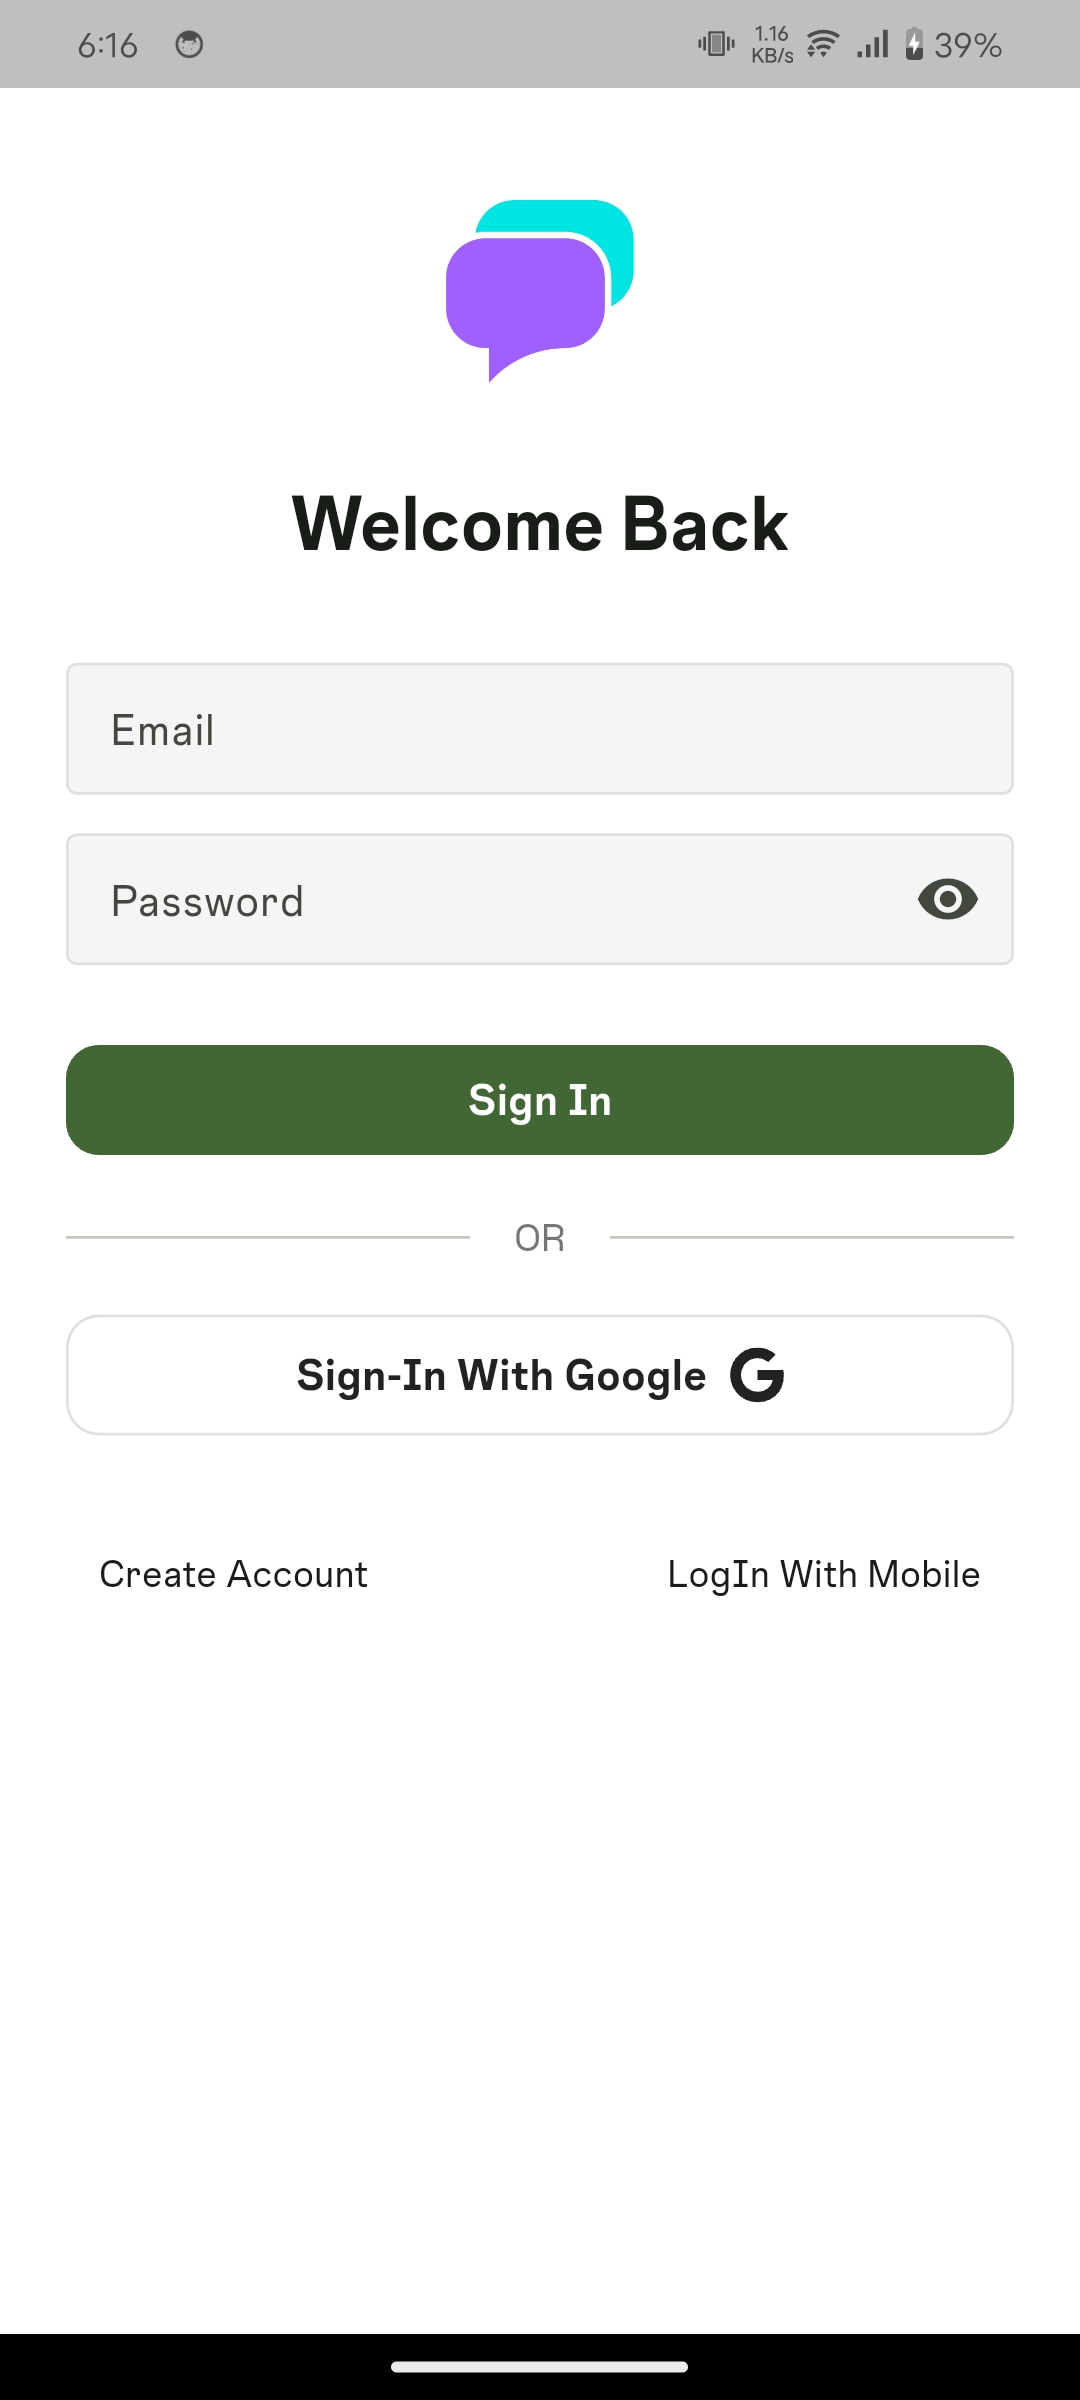 6:16 1.16 KB/s 39%
Welcome Back
Email
Password
Sign In
OR
Sign-In With Google G
Create Account LogIn With Mobile